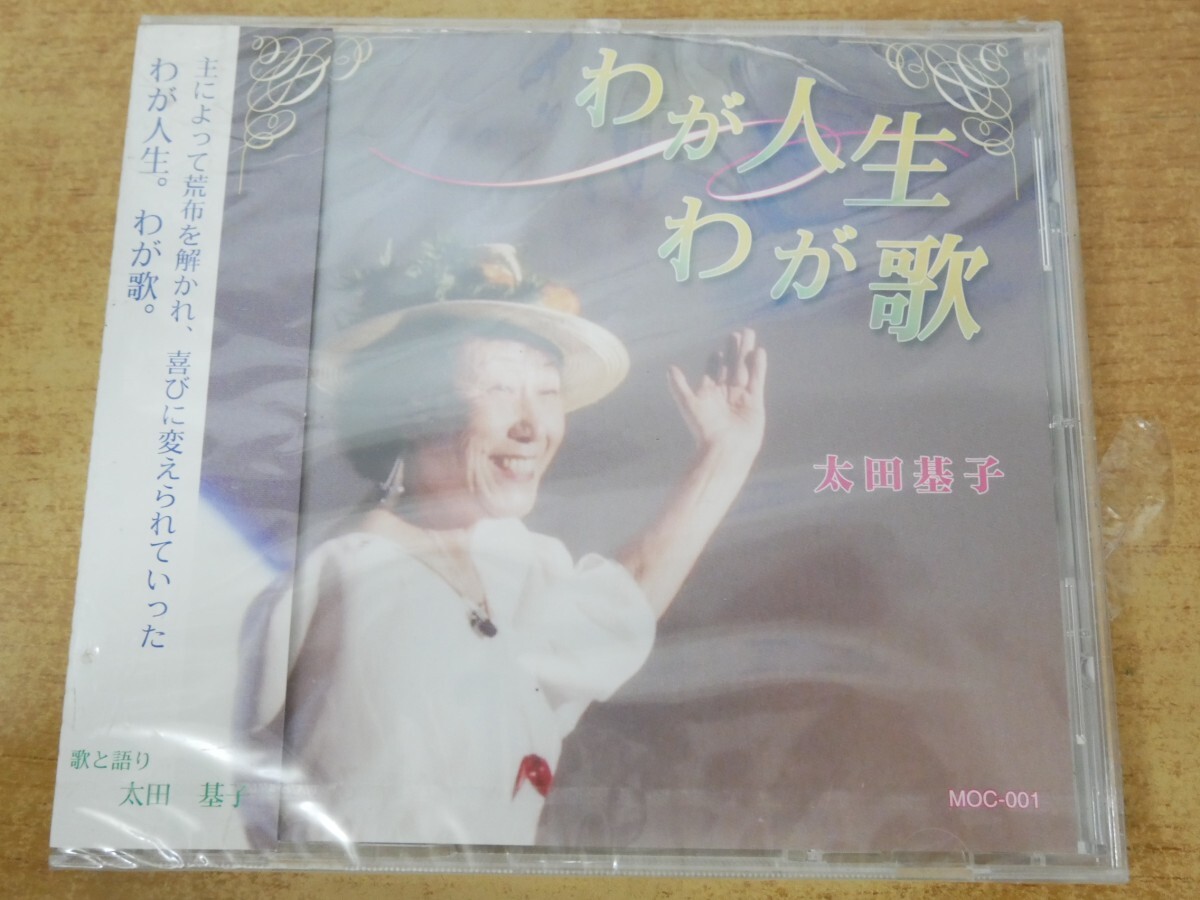 主によって荒布を解かれ、喜びに変えられていった
わが人生。わが歌。
歌と語り
太田 基子
わが人生
わが歌
太田基子
MOC-001